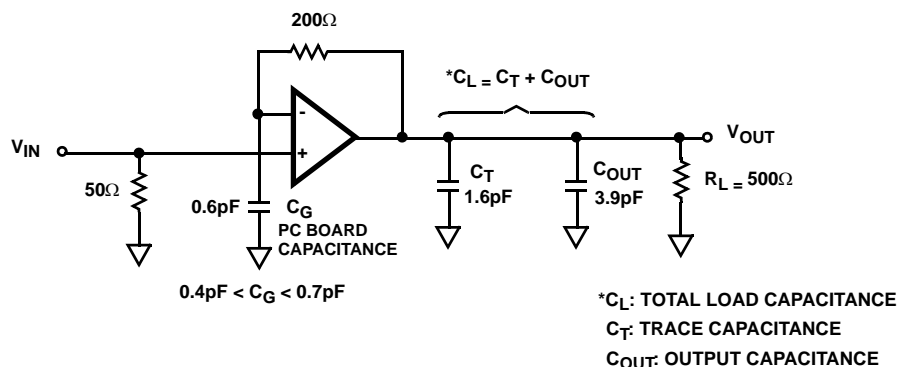 200Ω
*CL = CT + COUT
-
VIN
+
VOUT
50Ω
0.6pF
CG
PC BOARD
CAPACITANCE
CT
1.6pF
COUT
3.9pF
RL = 500Ω
0.4pF < CG < 0.7pF
*CL: TOTAL LOAD CAPACITANCE
CT: TRACE CAPACITANCE
COUT: OUTPUT CAPACITANCE